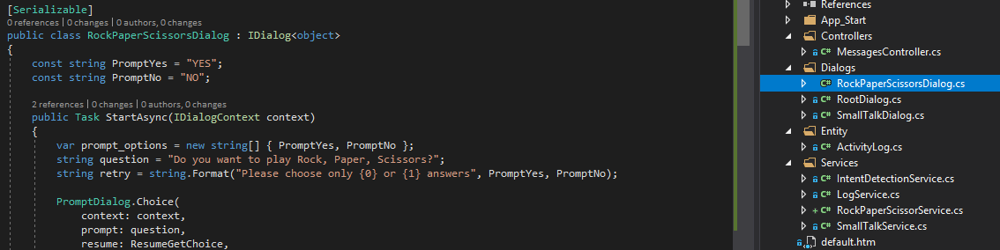 [Serializable]
0 references | 0 changes | 0 authors, 0 changes
public class RockPaperScissorsDialog : IDialog<object>
{
const string PromptYes = "YES";
const string PromptNo = "NO";
2 references | 0 changes | 0 authors, 0 changes
public Task StartAsync(IDialogContext context)
{
var prompt_options = new string[] { PromptYes, PromptNo };
string question = "Do you want to play Rock, Paper, Scissors?";
string retry = string.Format("Please choose only {0} or {1} answers", PromptYes, PromptNo);
PromptDialog.Choice(
context: context,
prompt: question,
resume: ResumeGetChoice,
References
App_Start
Controllers
C# MessagesController.cs
Dialogs
C# RockPaperScissorsDialog.cs
C# RootDialog.cs
C# SmallTalkDialog.cs
Entity
C# ActivityLog.cs
Services
C# IntentDetectionService.cs
C# LogService.cs
+ C# RockPaperScissorService.cs
C# SmallTalkService.cs
default.htm